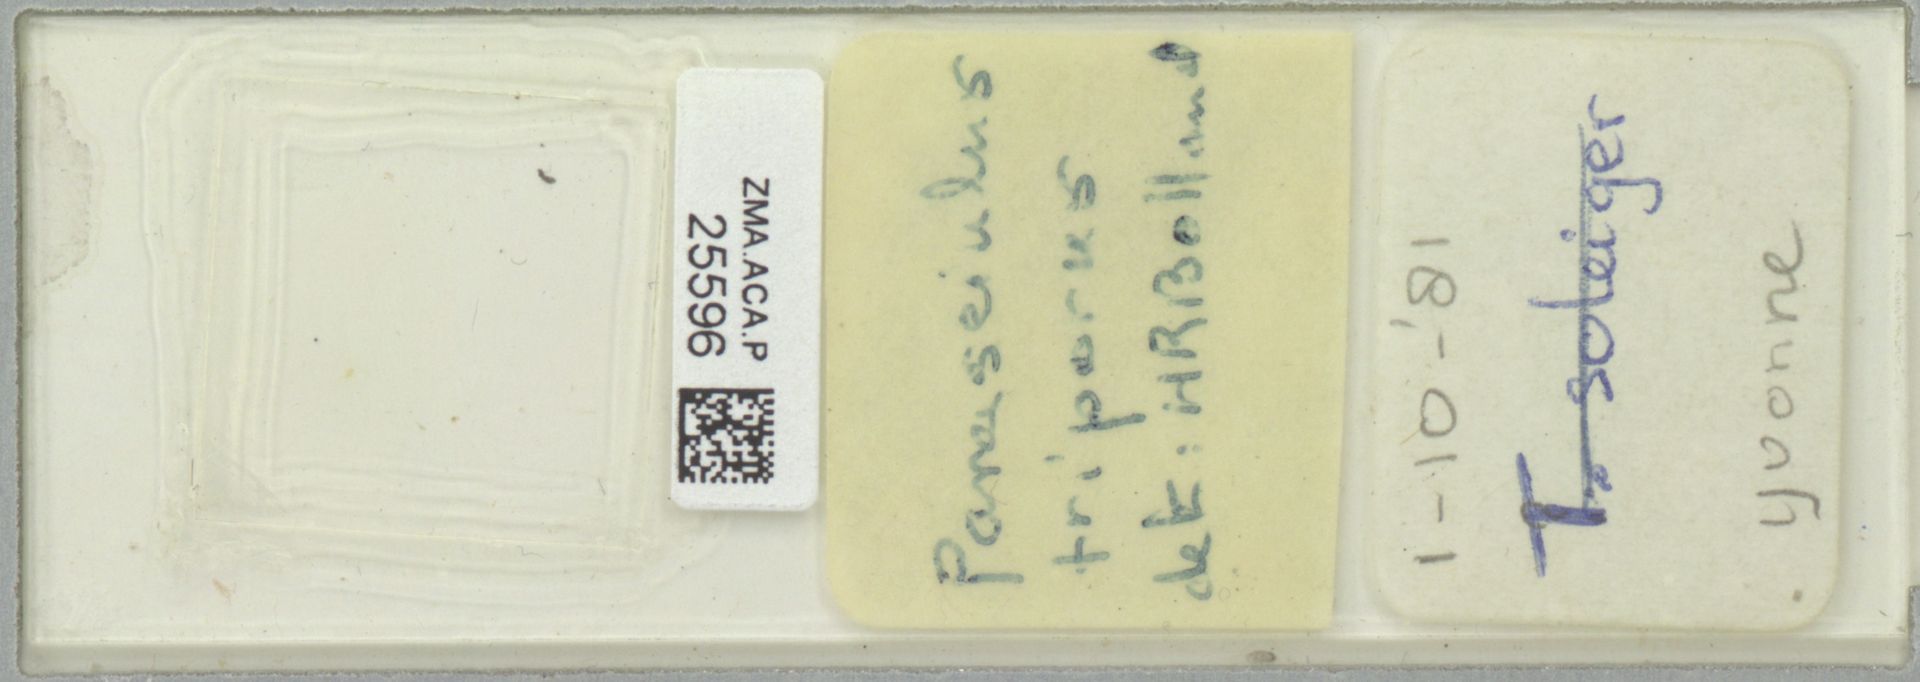 ZMA.ACA.P
25596
Paraseiulus
triporus
det: HRBolland
1-10-'81
T. soleiger
yvonne